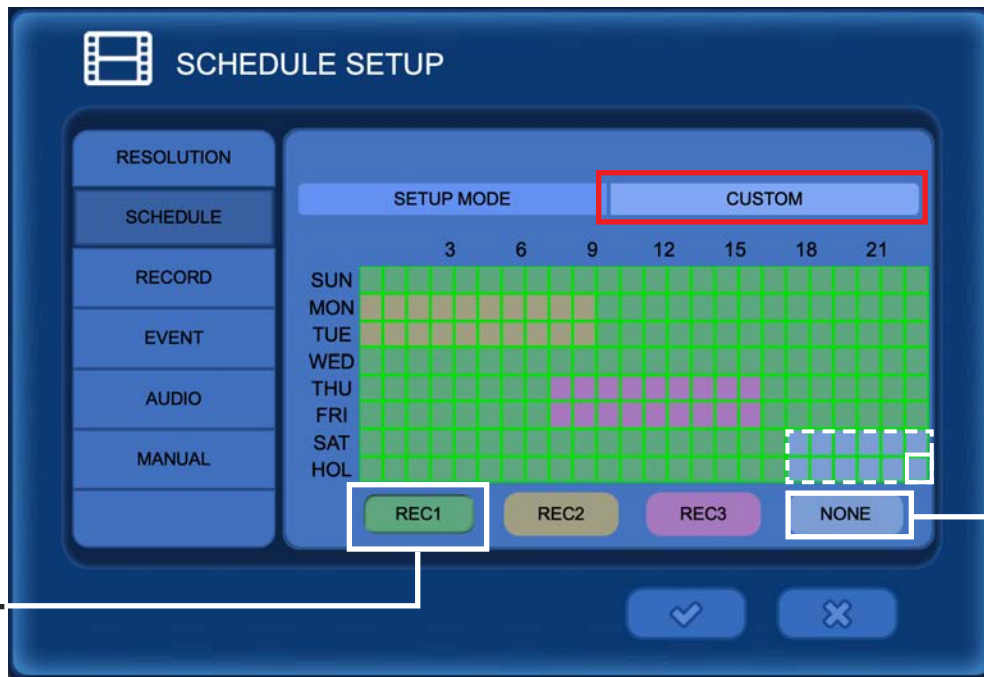 SCHEDULE SETUP
RESOLUTION
SCHEDULE
RECORD
EVENT
AUDIO
MANUAL
SETUP MODE CUSTOM
3 6 9 12 15 18 21
SUN
MON
TUE
WED
THU
FRI
SAT
HOL
REC1 REC2 REC3 NONE